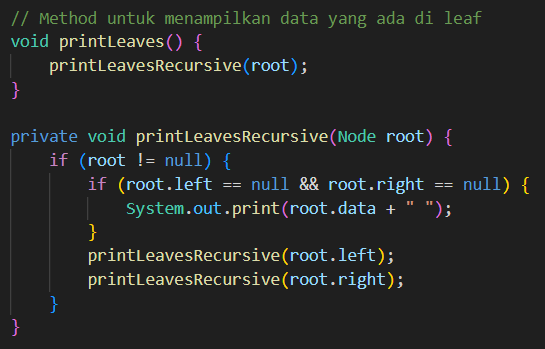 // Method untuk menampilkan data yang ada di leaf
void printLeaves() {
    printLeavesRecursive(root);
}

private void printLeavesRecursive(Node root) {
    if (root != null) {
        if (root.left == null && root.right == null) {
            System.out.print(root.data + " ");
        }
        printLeavesRecursive(root.left);
        printLeavesRecursive(root.right);
    }
}